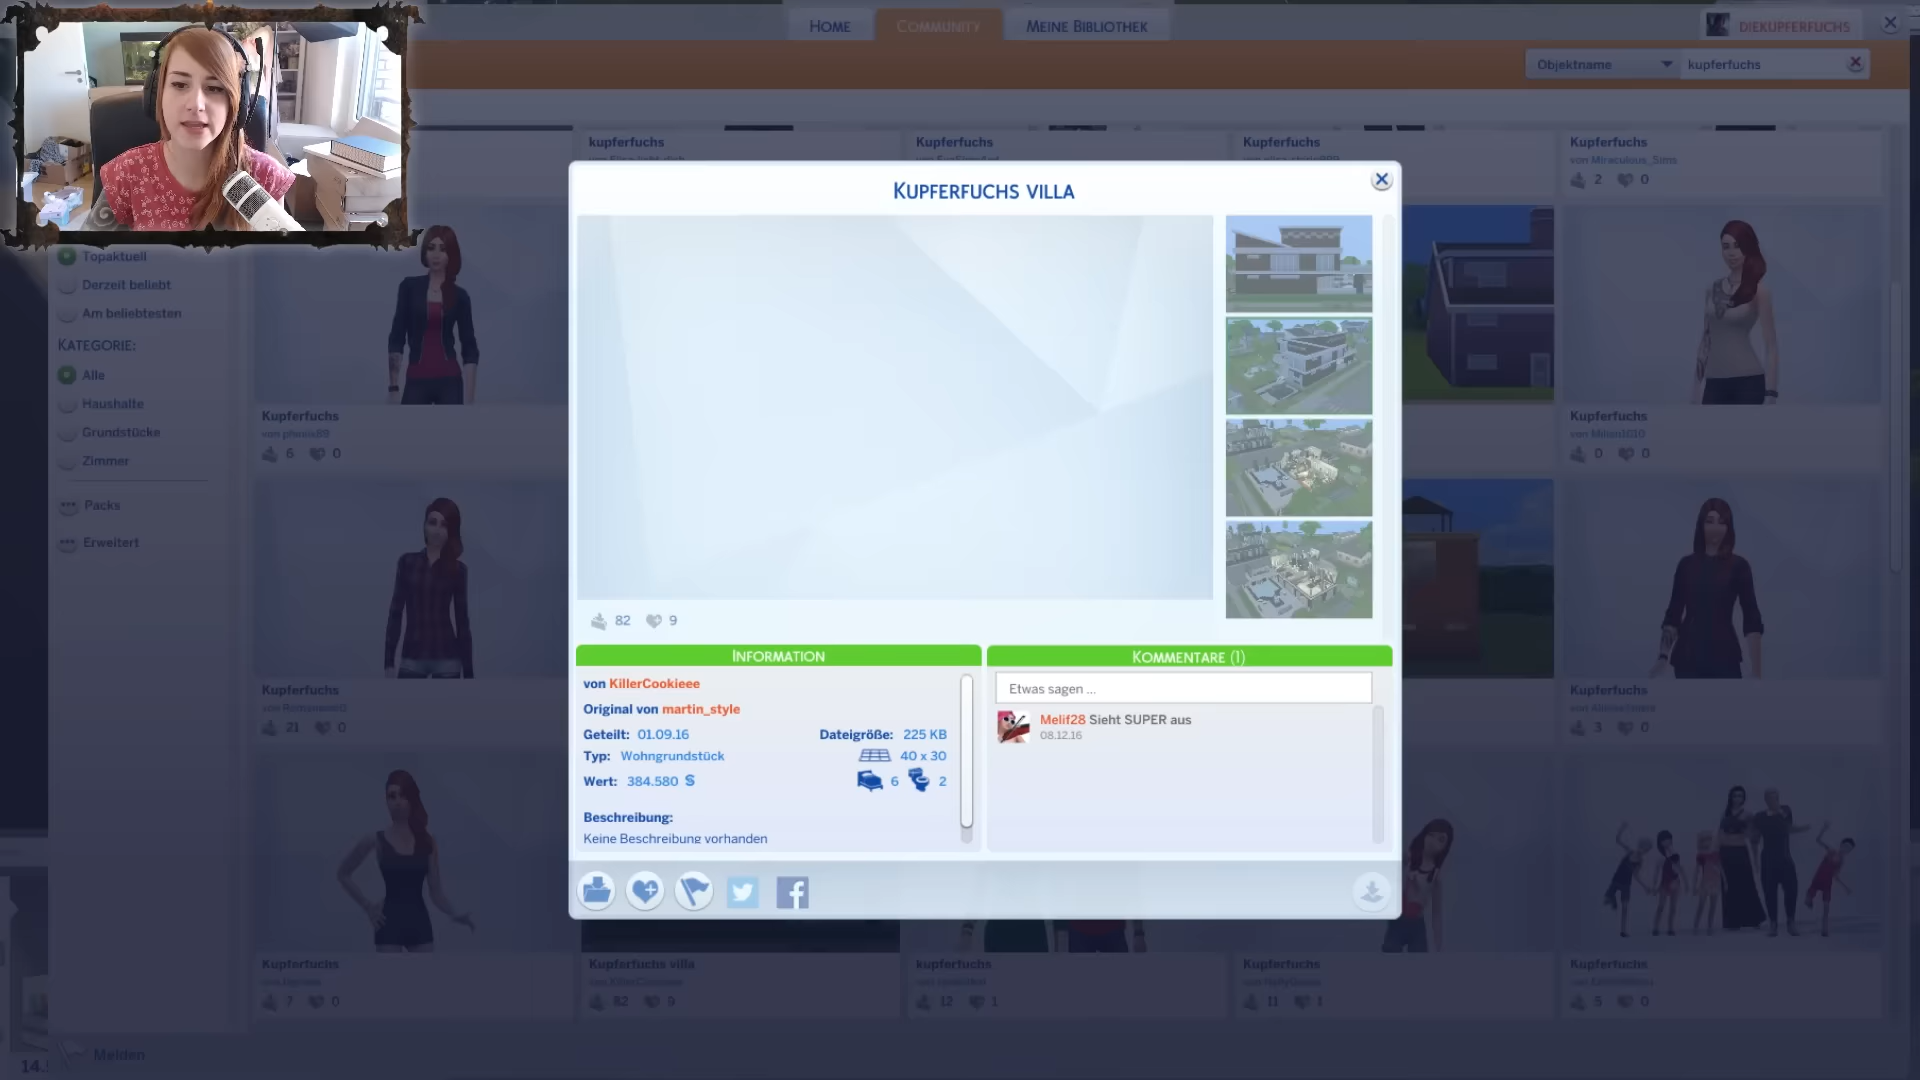 HOME
COMMUNITY
MEINE BIBLIOTHEK
DIEKUPFERFUCHS
Objektname
kupferfuchs
Topaktuell
Derzeit beliebt
Am beliebtesten
KATEGORIE:
Alle
Haushalte
Grundstücke
Zimmer
Packs
Erweitert
kupferfuchs
Kupferfuchs
Kupferfuchs
Kupferfuchs
von Miraculous_Sims
2 0
Kupferfuchs
6 0
Kupferfuchs
0 0
Kupferfuchs
21 0
Kupferfuchs
3 0
KUPFERFUCHS VILLA
82 9
INFORMATION
von KillerCookieee
Original von martin_style
Geteilt: 01.09.16
Dateigröße: 225 KB
Typ: Wohngrundstück
40 x 30
Wert: 384.580 $
6 2
Beschreibung:
Keine Beschreibung vorhanden
KOMMENTARE (1)
Etwas sagen ...
Melif28 Sieht SUPER aus
08.12.16
Kupferfuchs
7 0
Kupferfuchs villa
82 9
kupferfuchs
12 1
Kupferfuchs
11 1
Kupferfuchs
5 0
Melden